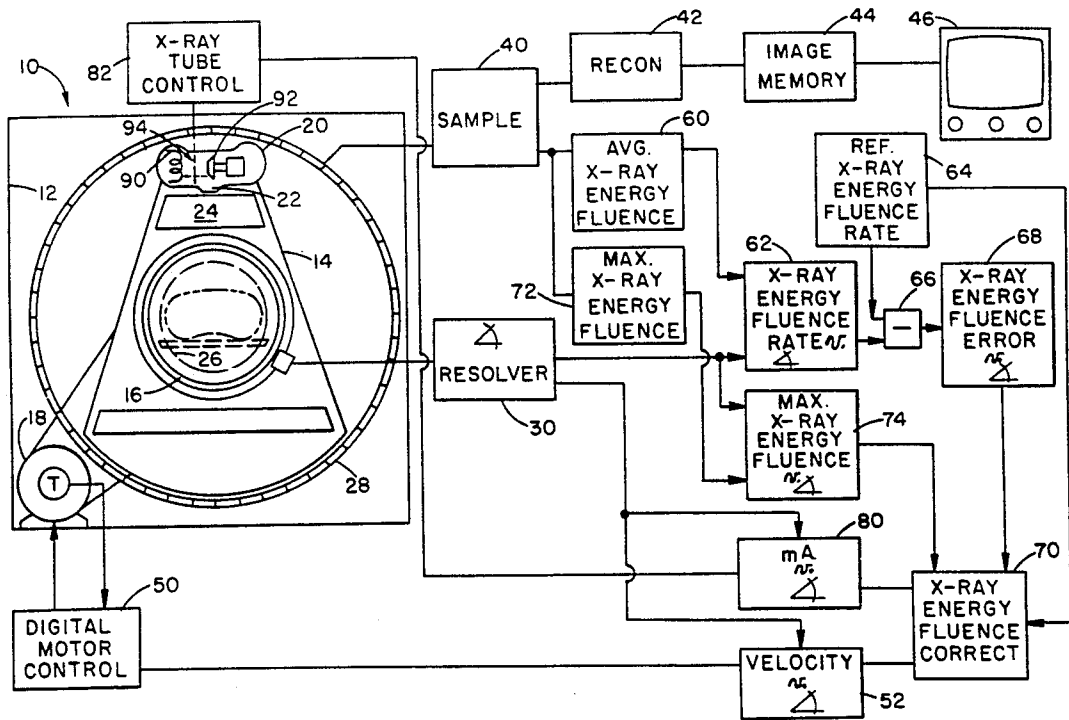 10
82
X-RAY
TUBE
CONTROL
12
94
92
20
90
22
24
14
26
16
18
T
28
40
SAMPLE
42
RECON
44
IMAGE
MEMORY
46
60
AVG.
X-RAY
ENERGY
FLUENCE
REF.
X-RAY
ENERGY
FLUENCE
RATE
64
72
MAX.
X-RAY
ENERGY
FLUENCE
62
X-RAY
ENERGY
FLUENCE
RATE
66
—
68
X-RAY
ENERGY
FLUENCE
ERROR
RESOLVER
30
MAX.
X-RAY
ENERGY
FLUENCE
74
80
mA
70
X-RAY
ENERGY
FLUENCE
CORRECT
50
DIGITAL
MOTOR
CONTROL
VELOCITY
52